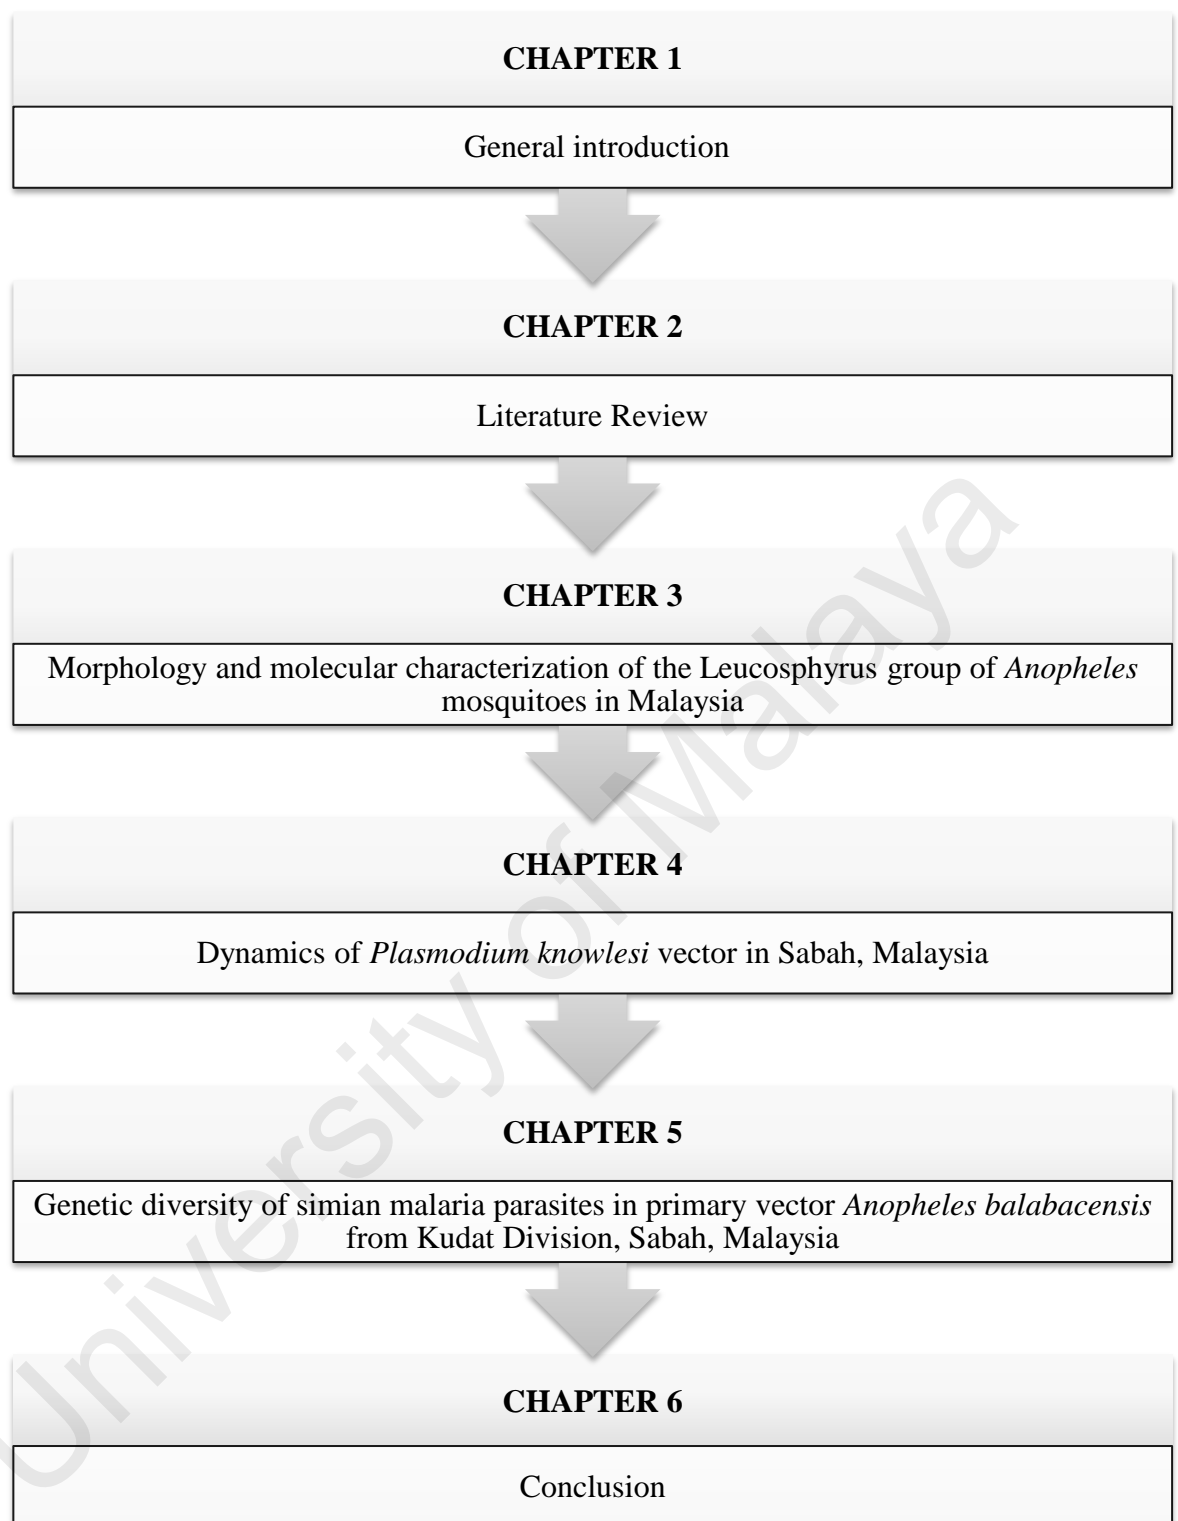 CHAPTER 1
General introduction
CHAPTER 2
Literature Review
CHAPTER 3
Morphology and molecular characterization of the Leucosphyrus group of Anopheles
mosquitoes in Malaysia
CHAPTER 4
Dynamics of Plasmodium knowlesi vector in Sabah, Malaysia
CHAPTER 5
Genetic diversity of simian malaria parasites in primary vector Anopheles balabacensis
from Kudat Division, Sabah, Malaysia
CHAPTER 6
Conclusion
University of Malaya